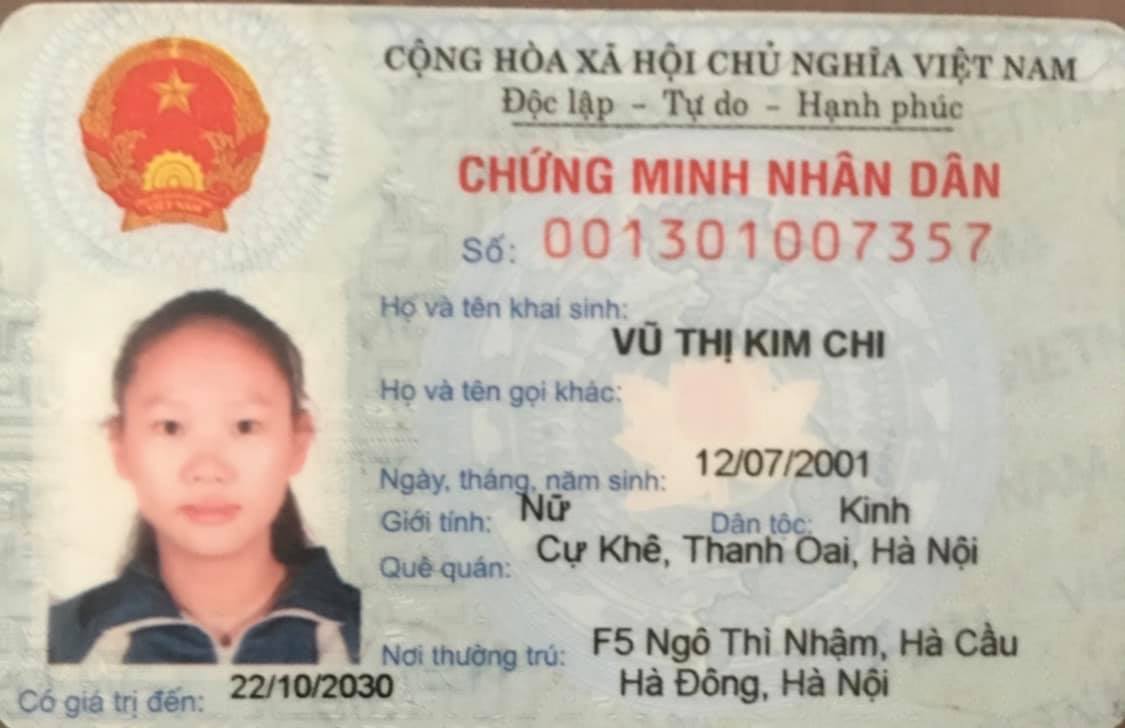 CỘNG HÒA XÃ HỘI CHỦ NGHĨA VIỆT NAM
Độc lập - Tự do - Hạnh phúc
CHỨNG MINH NHÂN DÂN
Số: 001301007357
Họ và tên khai sinh:
VŨ THỊ KIM CHI
Họ và tên gọi khác:
Ngày, tháng, năm sinh: 12/07/2001
Giới tính: Nữ Dân tộc: Kinh
Quê quán: Cự Khê, Thanh Oai, Hà Nội
Nơi thường trú: F5 Ngô Thì Nhậm, Hà Cầu
Hà Đông, Hà Nội
Có giá trị đến: 22/10/2030